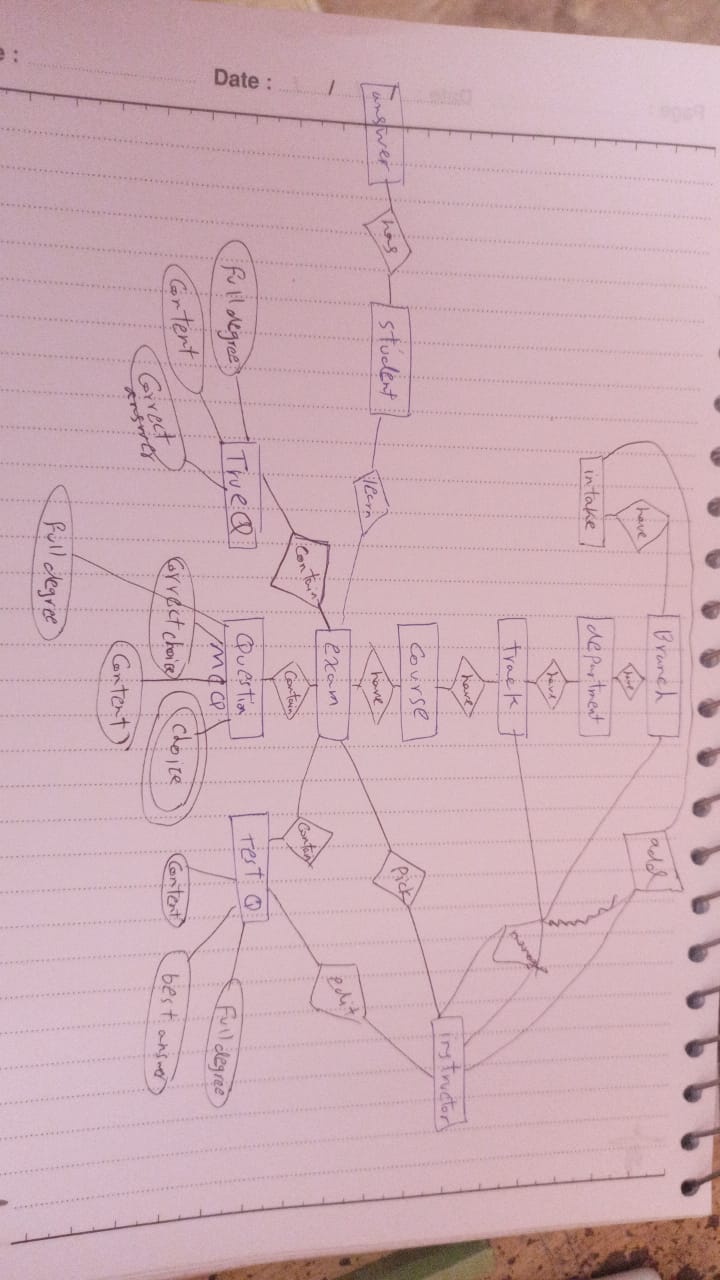 Branch
add
have
have
intake
department
have
track
manage
have
instructor
Course
Pick
answer
has
student
learn
have
exam
edit
Contain
Contain
Contain
True Q
Question
MCQ
Test Q
Full degree
Content
Correct
answer
Correct choice
Choice
Content
Full degree
Content
best answer
Full degree
Date :
/